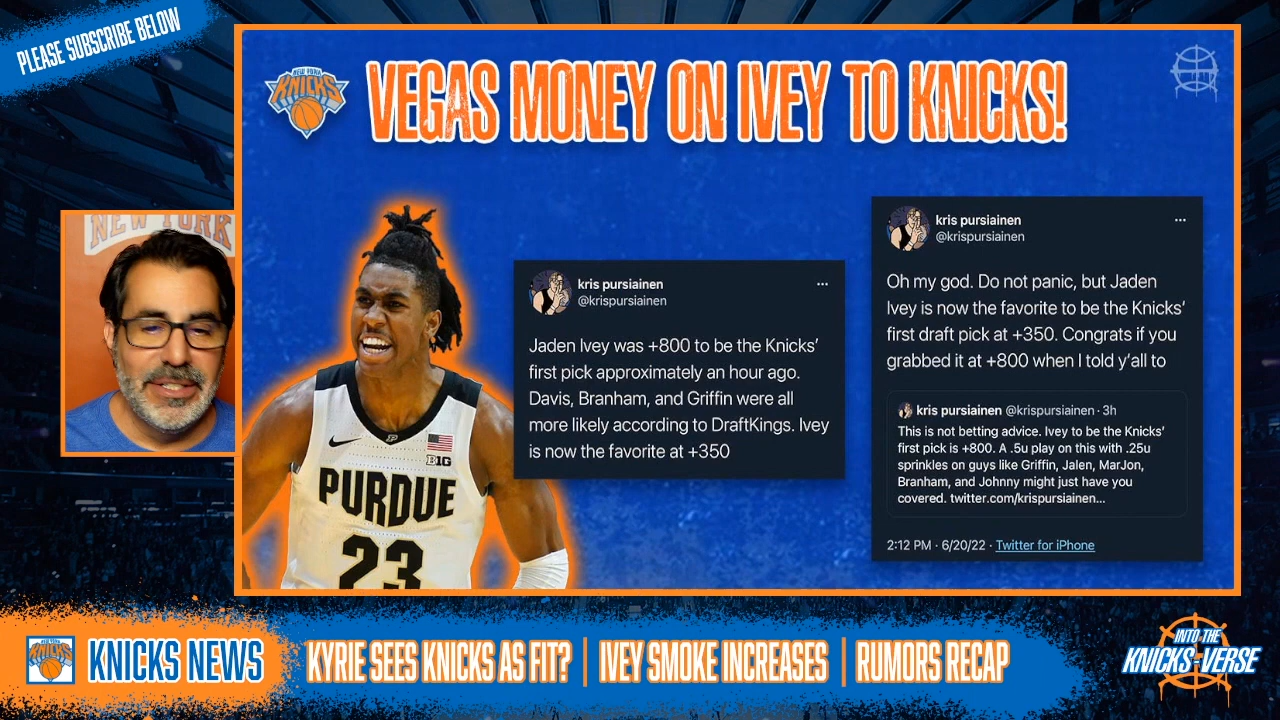 PLEASE SUBSCRIBE BELOW
NEW YORK
KNICKS
VEGAS MONEY ON IVEY TO KNICKS!
NEW YORK
kris pursiainen
@krispursiainen
Jaden Ivey was +800 to be the Knicks'
first pick approximately an hour ago.
Davis, Branham, and Griffin were all
more likely according to DraftKings. Ivey
is now the favorite at +350
kris pursiainen
@krispursiainen
Oh my god. Do not panic, but Jaden
Ivey is now the favorite to be the Knicks'
first draft pick at +350. Congrats if you
grabbed it at +800 when I told y'all to
kris pursiainen @krispursiainen · 3h
This is not betting advice. Ivey to be the Knicks'
first pick is +800. A .5u play on this with .25u
sprinkles on guys like Griffin, Jalen, MarJon,
Branham, and Johnny might just have you
covered. twitter.com/krispursiainen...
2:12 PM · 6/20/22 · Twitter for iPhone
P
B1G
PURDUE
23
KNICKS
KNICKS NEWS
KYRIE SEES KNICKS AS FIT? | IVEY SMOKE INCREASES | RUMORS RECAP
INTO THE
KNICKS-VERSE